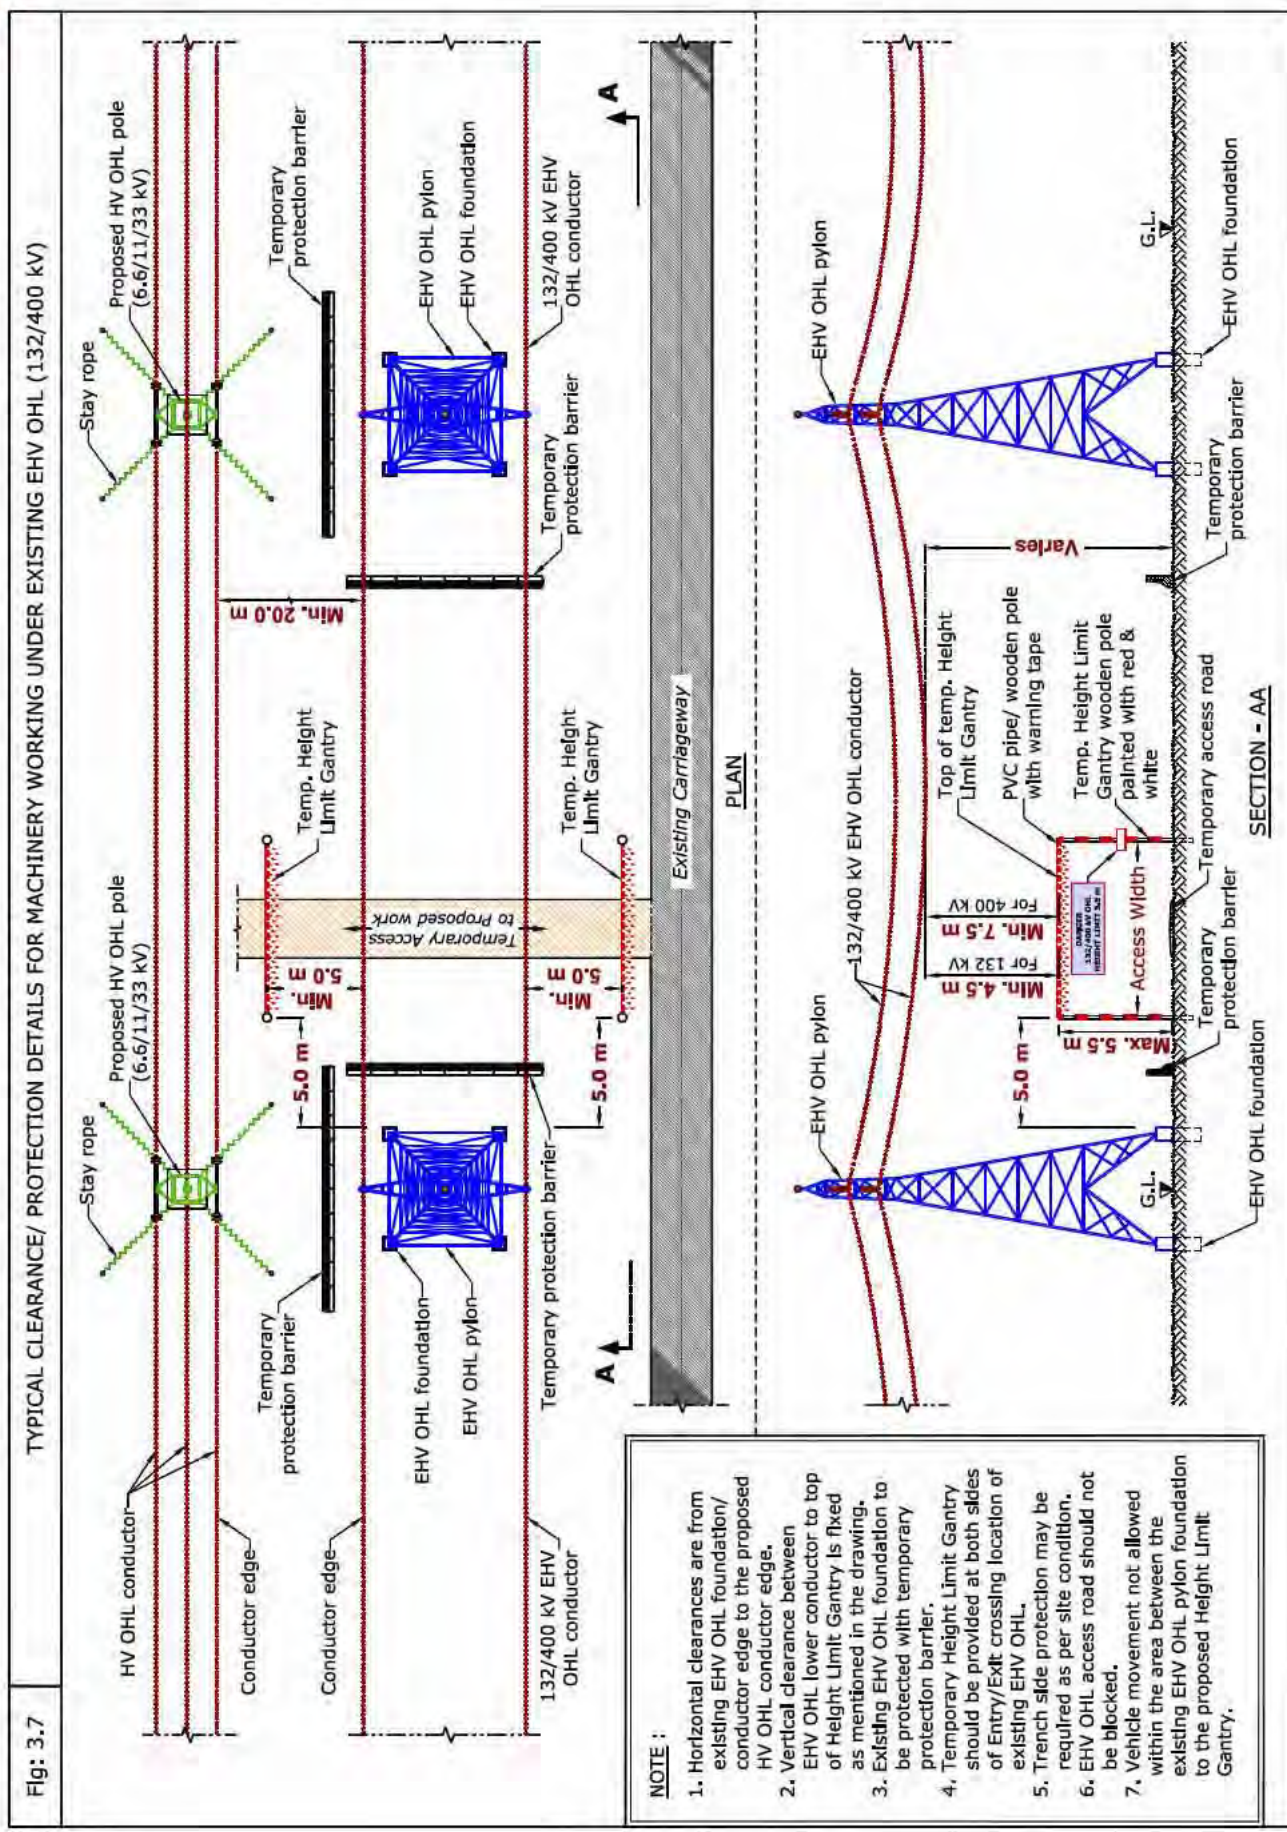 Fig: 3.7
TYPICAL CLEARANCE/ PROTECTION DETAILS FOR MACHINERY WORKING UNDER EXISTING EHV OHL (132/400 kV)
HV OHL conductor
Stay rope
Proposed HV OHL pole
(6.6/11/33 kV)
Stay rope
Proposed HV OHL pole
(6.6/11/33 kV)
Conductor edge
Temporary
protection barrier
Temporary
protection barrier
Conductor edge
5.0 m
Min.
5.0 m
Temp. Height
Limit Gantry
Min. 20.0 m
Temporary Access
to Proposed work
EHV OHL foundation
EHV OHL pylon
EHV OHL pylon
EHV OHL foundation
132/400 kV EHV
OHL conductor
Temporary protection barrier
5.0 m
Min.
5.0 m
Temp. Height
Limit Gantry
Temporary
protection barrier
132/400 kV EHV
OHL conductor
A
A
Existing Carriageway
PLAN
NOTE :
1. Horizontal clearances are from
existing EHV OHL foundation/
conductor edge to the proposed
HV OHL conductor edge.
2. Vertical clearance between
EHV OHL lower conductor to top
of Height Limit Gantry is fixed
as mentioned in the drawing.
3. Existing EHV OHL foundation to
be protected with temporary
protection barrier.
4. Temporary Height Limit Gantry
should be provided at both sides
of Entry/Exit crossing location of
existing EHV OHL.
5. Trench side protection may be
required as per site condition.
6. EHV OHL access road should not
be blocked.
7. Vehicle movement not allowed
within the area between the
existing EHV OHL pylon foundation
to the proposed Height Limit
Gantry.
EHV OHL pylon
132/400 kV EHV OHL conductor
EHV OHL pylon
Min. 4.5 m
For 132 kV
Min. 7.5 m
For 400 kV
Top of temp. Height
Limit Gantry
PVC pipe/ wooden pole
with warning tape
Temp. Height Limit
Gantry wooden pole
painted with red &
white
Varies
5.0 m
Max. 5.5 m
DANGER
132/400 kV OHL
HEIGHT LIMIT 5.5 m
Access Width
G.L.
G.L.
EHV OHL foundation
Temporary
protection barrier
Temporary access road
Temporary
protection barrier
EHV OHL foundation
SECTION - AA